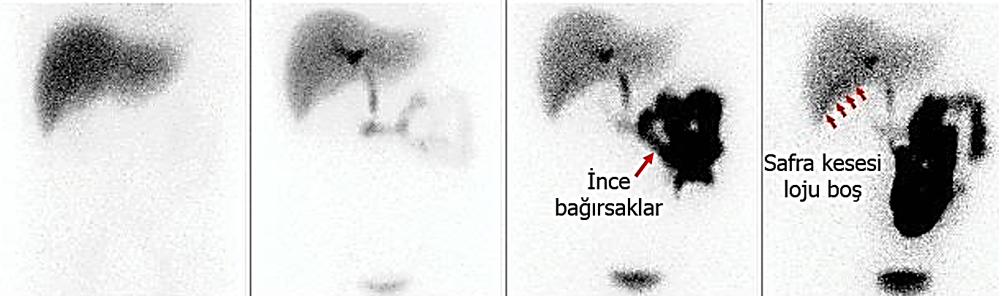 İnce
bağırsaklar
Safra kesesi
loju boş